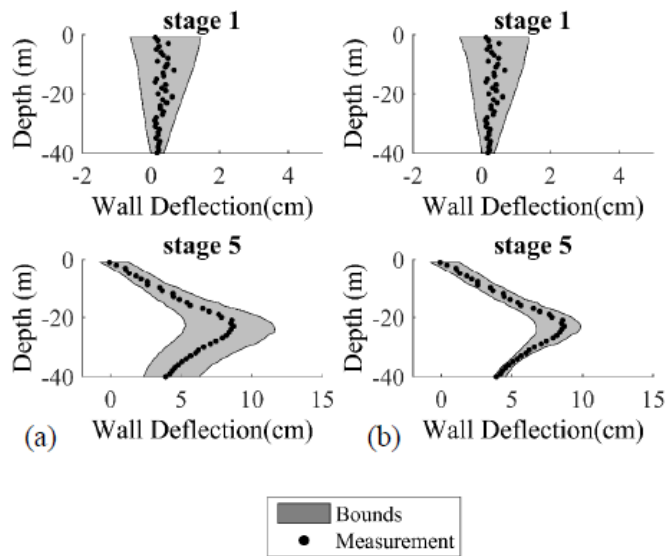 stage 1
0
-20
-40
Depth (m)
-2 0 2 4
Wall Deflection(cm)
stage 1
0
-20
-40
Depth (m)
-2 0 2 4
Wall Deflection(cm)
stage 5
0
-20
-40
Depth (m)
0 5 10 15
Wall Deflection(cm)
(a)
stage 5
0
-20
-40
Depth (m)
0 5 10 15
Wall Deflection(cm)
(b)
Bounds
Measurement